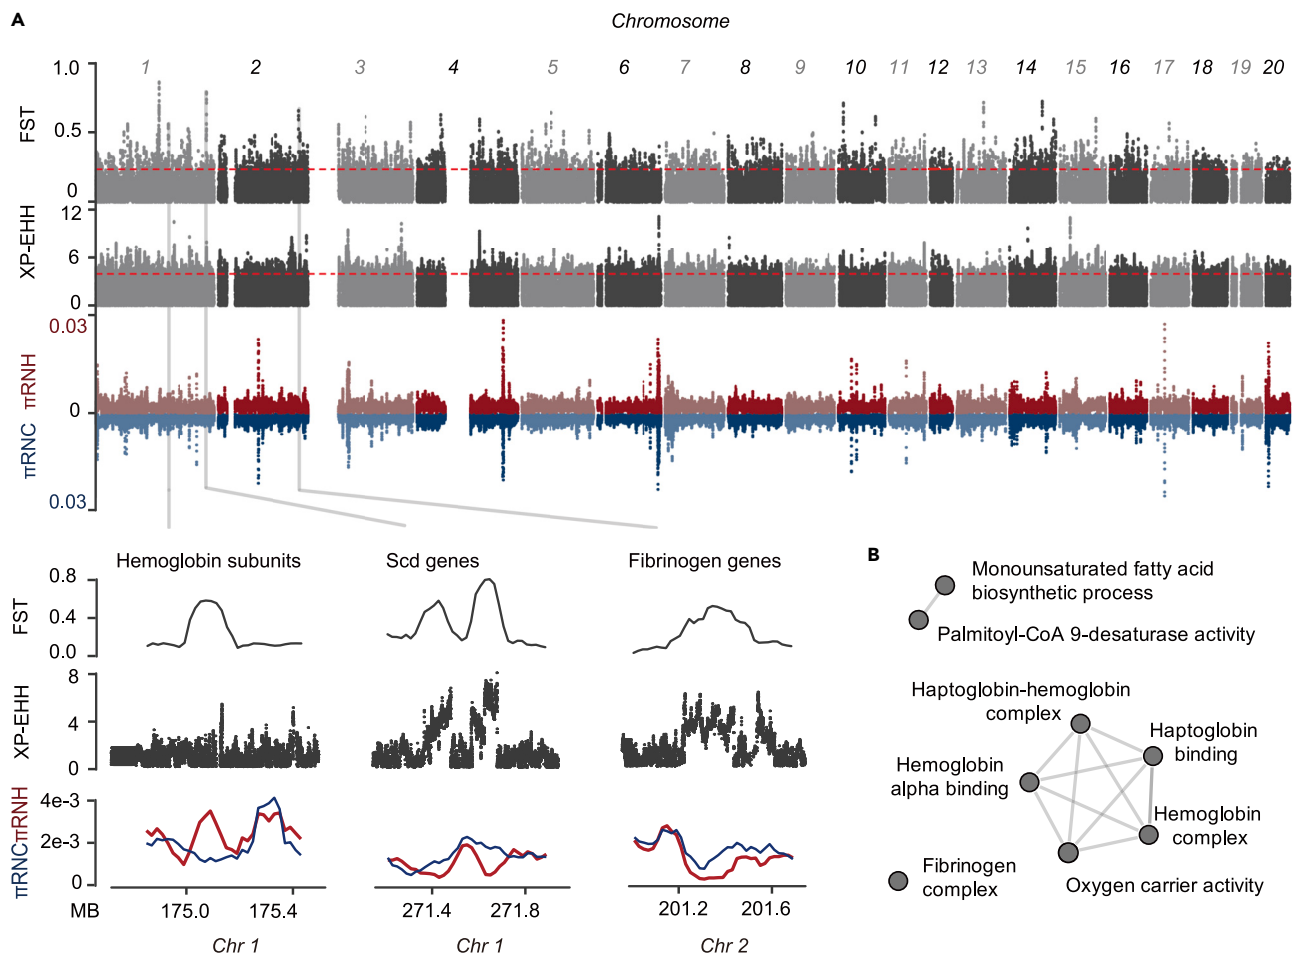 A
Chromosome
1 2 3 4 5 6 7 8 9 10 11 12 13 14 15 16 17 18 19 20
FST
1.0
0.5
0
XP-EHH
12
6
0
πRNC πRNH
0.03
0
0.03
Hemoglobin subunits
Scd genes
Fibrinogen genes
FST
0.8
0.4
0.0
XP-EHH
8
4
0
πRNCπRNH
4e-3
2e-3
0
MB
175.0 175.4
271.4 271.8
201.2 201.6
Chr 1
Chr 1
Chr 2
B
Monounsaturated fatty acid
biosynthetic process
Palmitoyl-CoA 9-desaturase activity
Haptoglobin-hemoglobin
complex
Haptoglobin
binding
Hemoglobin
alpha binding
Hemoglobin
complex
Fibrinogen
complex
Oxygen carrier activity